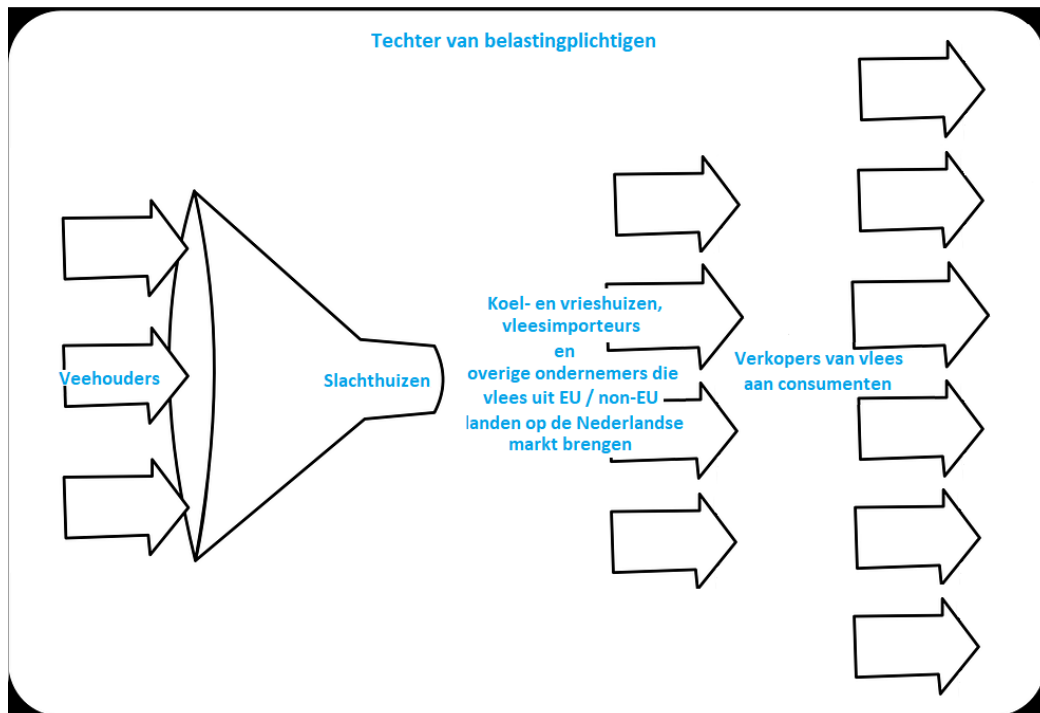 Techter van belastingplichtigen
Veehouders
Slachthuizen
Koel- en vrieshuizen,
vleesimporteurs
en
overige ondernemers die
vlees uit EU / non-EU
landen op de Nederlandse
markt brengen
Verkopers van vlees
aan consumenten